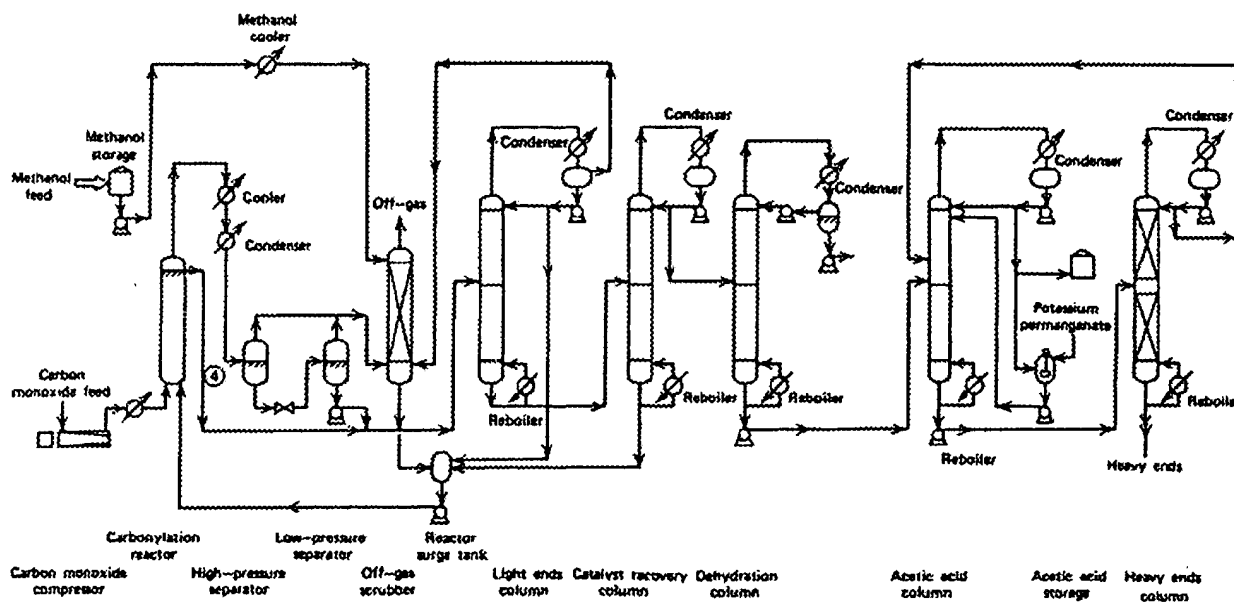 Methanol
cooler
Methanol
storage
Methanol
feed
Cooler
Condenser
Off-gas
Condenser
Condenser
Condenser
Condenser
Condenser
Potassium
permanganate
4
Carbon
monoxide feed
Reboiler
Reboiler
Reboiler
Reboiler
Reboiler
Heavy ends
Carbonylation
reactor
Low-pressure
separator
Reactor
surge tank
Carbon monoxide
compressor
High-pressure
separator
Off-gas
scrubber
Light ends
column
Catalyst recovery
column
Dehydration
column
Acetic acid
column
Acetic acid
storage
Heavy ends
column